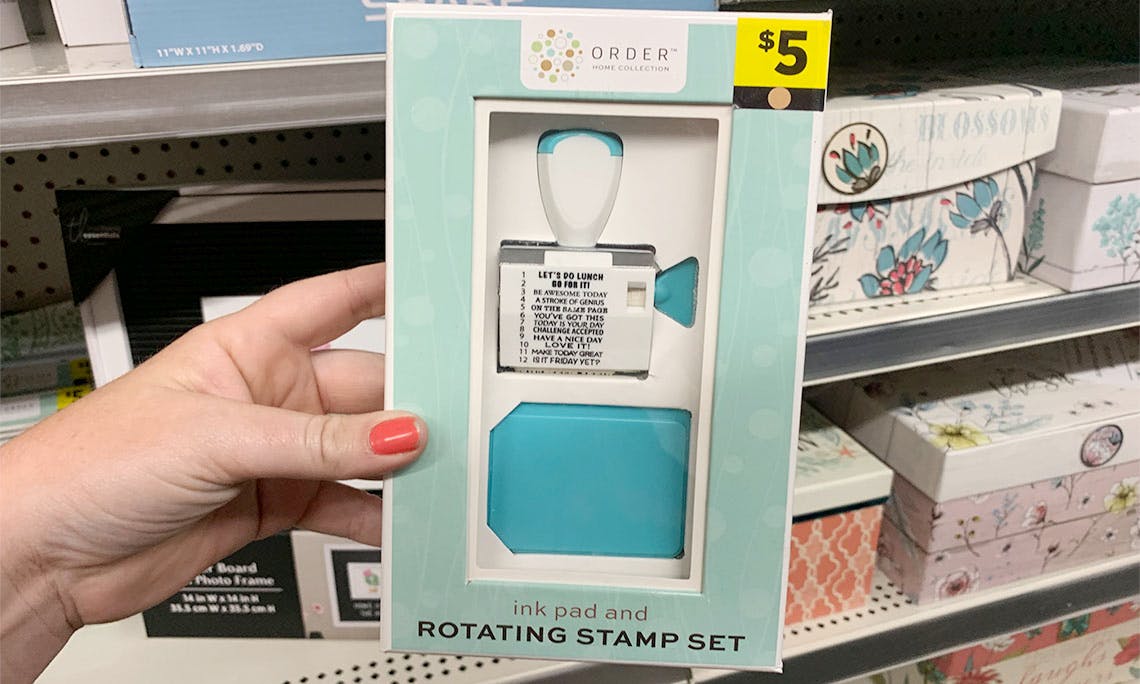 11"W X 11"H X 1.69"D
ORDER™
HOME COLLECTION
$5
1 LET'S DO LUNCH
2 GO FOR IT!
3 BE AWESOME TODAY
4 A STROKE OF GENIUS
5 ON THE SAME PAGE
6 YOU'VE GOT THIS
7 TODAY IS YOUR DAY
8 CHALLENGE ACCEPTED
9 HAVE A NICE DAY
10 LOVE IT!
11 MAKE TODAY GREAT
12 IS IT FRIDAY YET?
ink pad and
ROTATING STAMP SET
BLOSSOMS
Board
Photo Frame
14 in W x 14 in H
35.5 cm W x 35.5 cm H